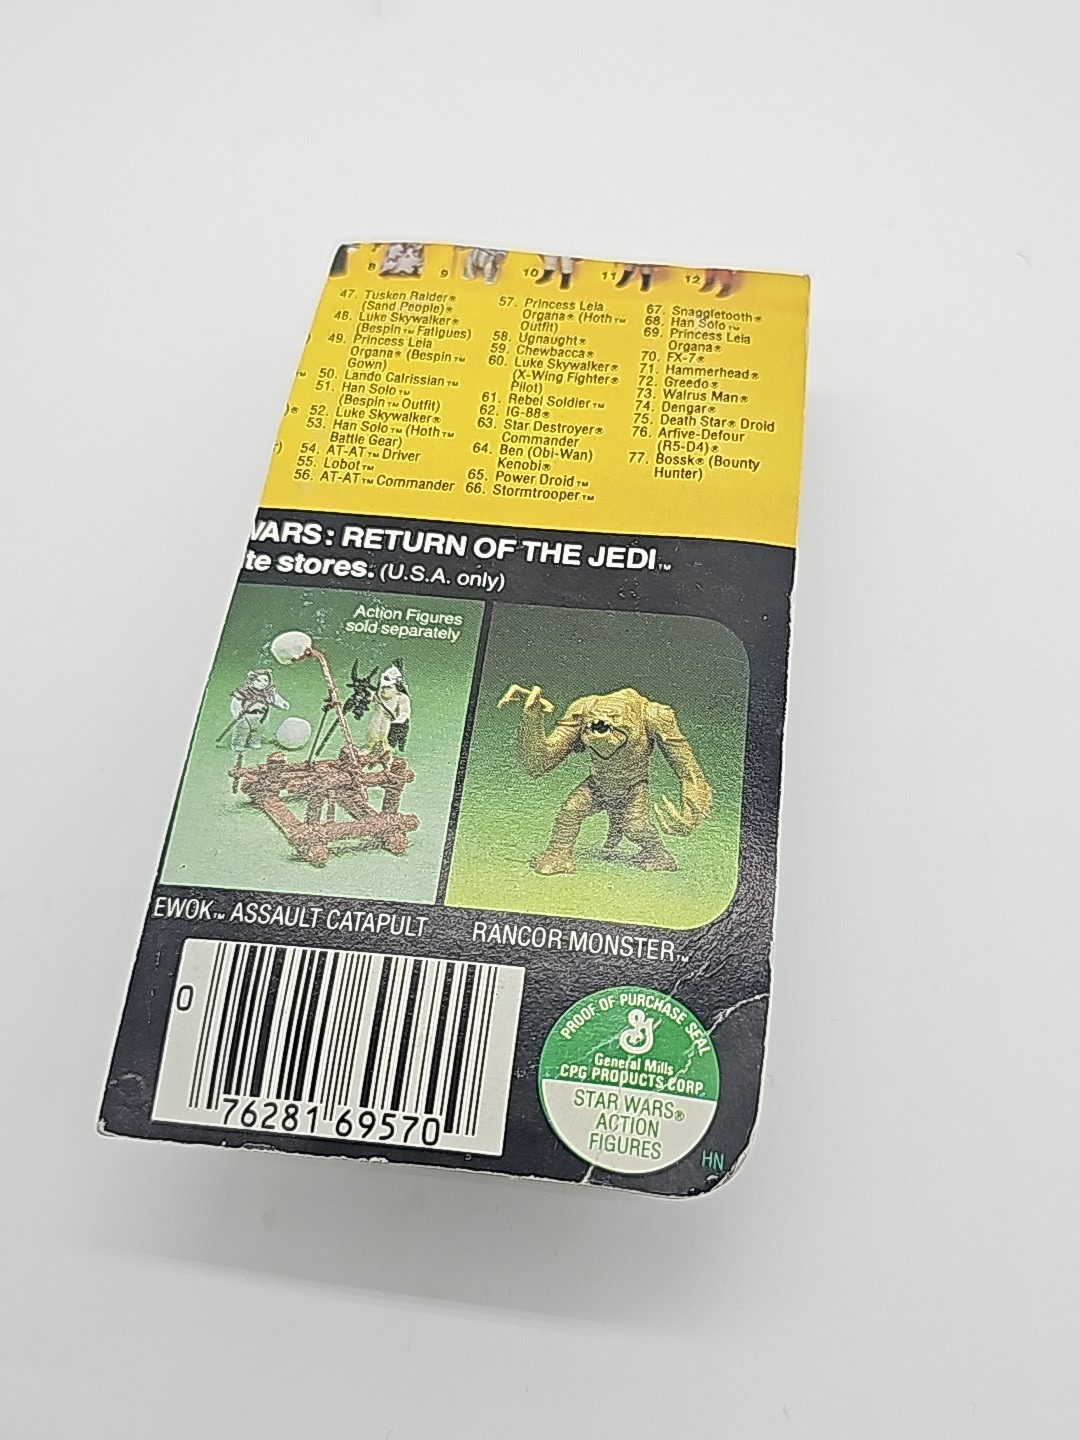 8 9 10 11 12
47. Tusken Raider®
(Sand People)®
48. Luke Skywalker®
(Bespin™ Fatigues)
49. Princess Leia
Organa® (Bespin™
Gown)
50. Lando Calrissian™
51. Han Solo™
(Bespin™ Outfit)
52. Luke Skywalker®
53. Han Solo™ (Hoth™
Battle Gear)
54. AT-AT™ Driver
55. Lobot™
56. AT-AT™ Commander
57. Princess Leia
Organa® (Hoth™
Outfit)
58. Ugnaught®
59. Chewbacca®
60. Luke Skywalker®
(X-Wing Fighter®
Pilot)
61. Rebel Soldier™
62. IG-88®
63. Star Destroyer®
Commander
64. Ben (Obi-Wan)
Kenobi®
65. Power Droid™
66. Stormtrooper™
67. Snaggletooth®
68. Han Solo™
69. Princess Leia
Organa®
70. FX-7®
71. Hammerhead®
72. Greedo®
73. Walrus Man®
74. Dengar®
75. Death Star® Droid
76. Arfive-Defour
(R5-D4)®
77. Bossk® (Bounty
Hunter)
WARS: RETURN OF THE JEDI™
te stores. (U.S.A. only)
Action Figures
sold separately
EWOK™ ASSAULT CATAPULT
RANCOR MONSTER™
0 76281 69570
PROOF OF PURCHASE SEAL
General Mills
CPG PRODUCTS CORP.
STAR WARS®
ACTION
FIGURES
HN